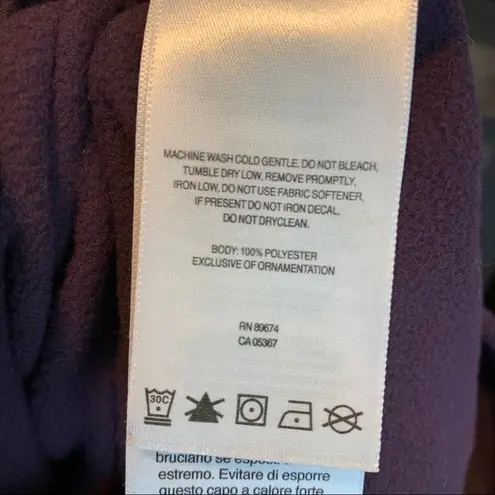 MACHINE WASH COLD GENTLE, DO NOT BLEACH,
TUMBLE DRY LOW, REMOVE PROMPTLY,
IRON LOW, DO NOT USE FABRIC SOFTENER,
IF PRESENT DO NOT IRON DECAL,
DO NOT DRYCLEAN.
BODY: 100% POLYESTER
EXCLUSIVE OF ORNAMENTATION
RN 89674
CA 05367
30C
bruciano se
estremo. Evitare di esporre
questo capo a calore forte